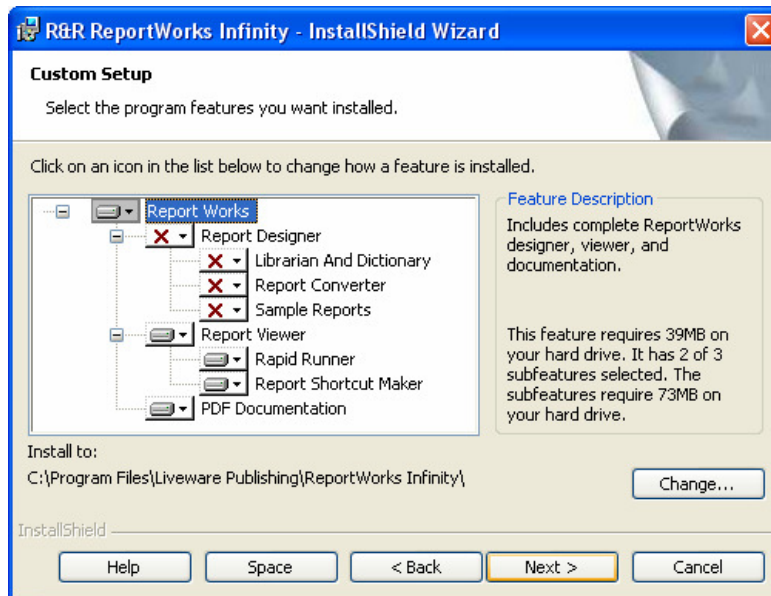 R&R ReportWorks Infinity - InstallShield Wizard
Custom Setup
Select the program features you want installed.
Click on an icon in the list below to change how a feature is installed.
Report Works
Report Designer
Librarian And Dictionary
Report Converter
Sample Reports
Report Viewer
Rapid Runner
Report Shortcut Maker
PDF Documentation
Feature Description
Includes complete ReportWorks
designer, viewer, and
documentation.
This feature requires 39MB on
your hard drive. It has 2 of 3
subfeatures selected. The
subfeatures require 73MB on
your hard drive.
Install to:
C:\Program Files\Liveware Publishing\ReportWorks Infinity\
Change...
InstallShield
Help
Space
< Back
Next >
Cancel